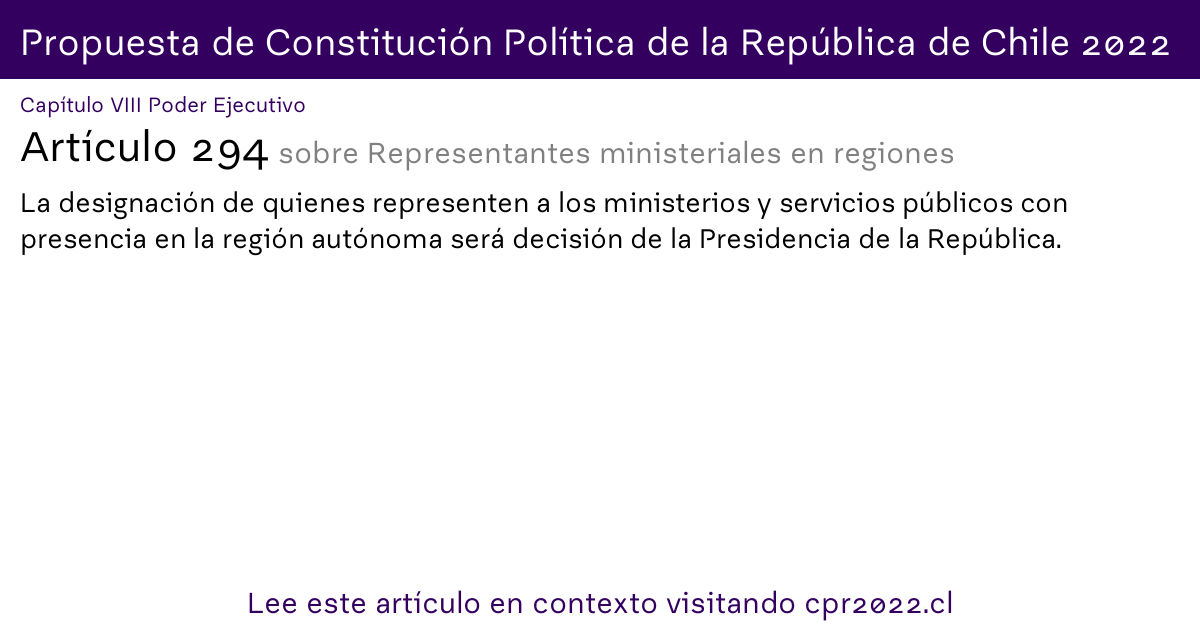 Propuesta de Constitución Política de la República de Chile 2022
Capítulo VIII Poder Ejecutivo
Artículo 294 sobre Representantes ministeriales en regiones
La designación de quienes representen a los ministerios y servicios públicos con
presencia en la región autónoma será decisión de la Presidencia de la República.
Lee este artículo en contexto visitando cpr2022.cl